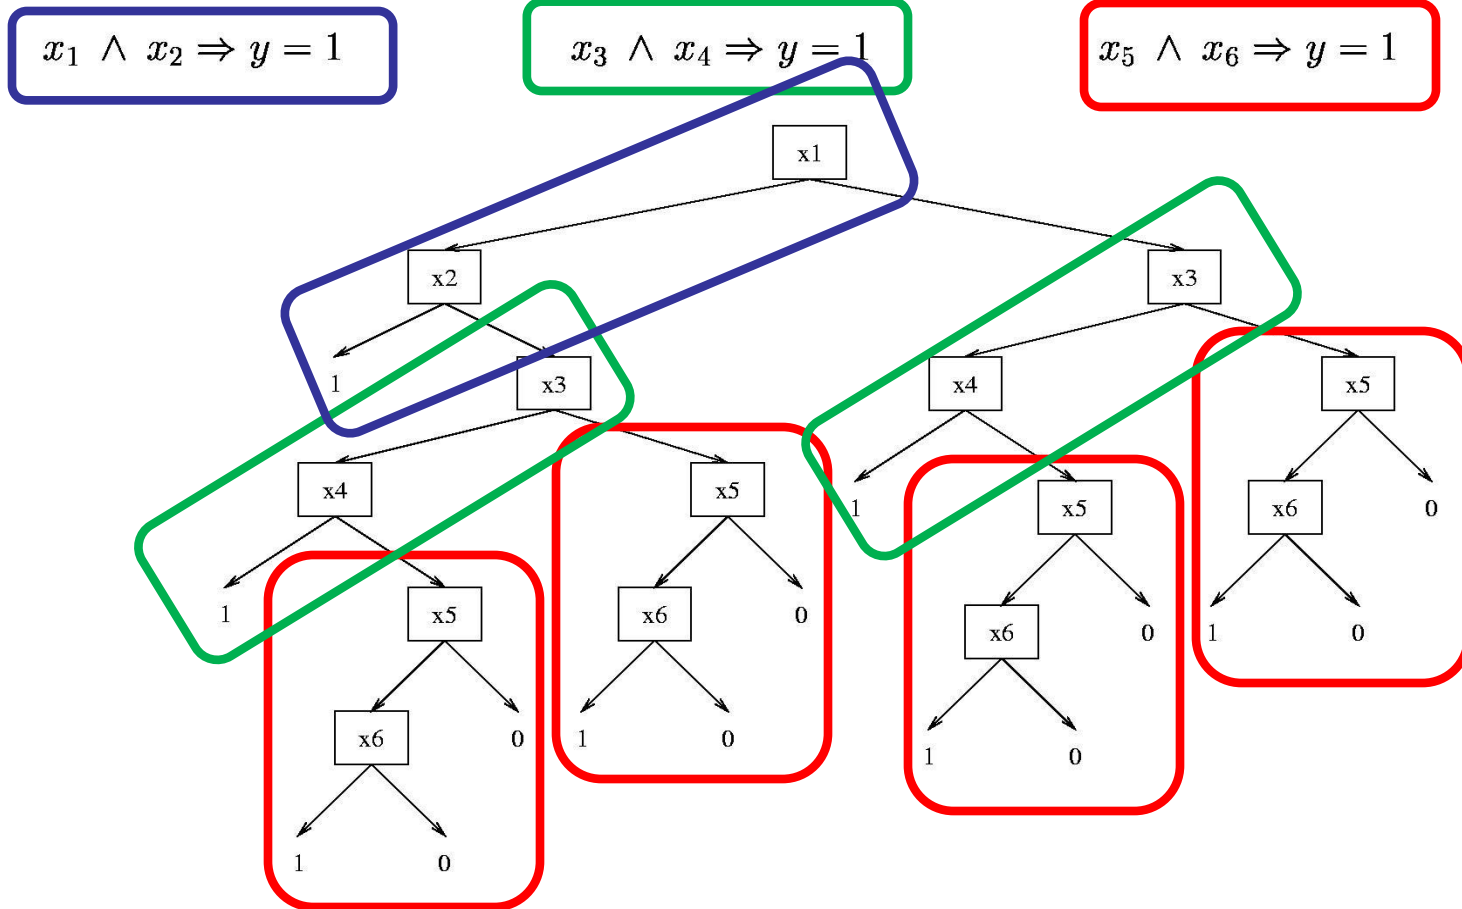 x₁ ∧ x₂ ⇒ y = 1 x₃ ∧ x₄ ⇒ y = 1 x₅ ∧ x₆ ⇒ y = 1
x1
x2 x3
1 x3 x4 x5
x4 x5 1 x5 x6 0
1 x5 x6 0 x6 0 1 0
x6 0 1 0 1 0
1 0